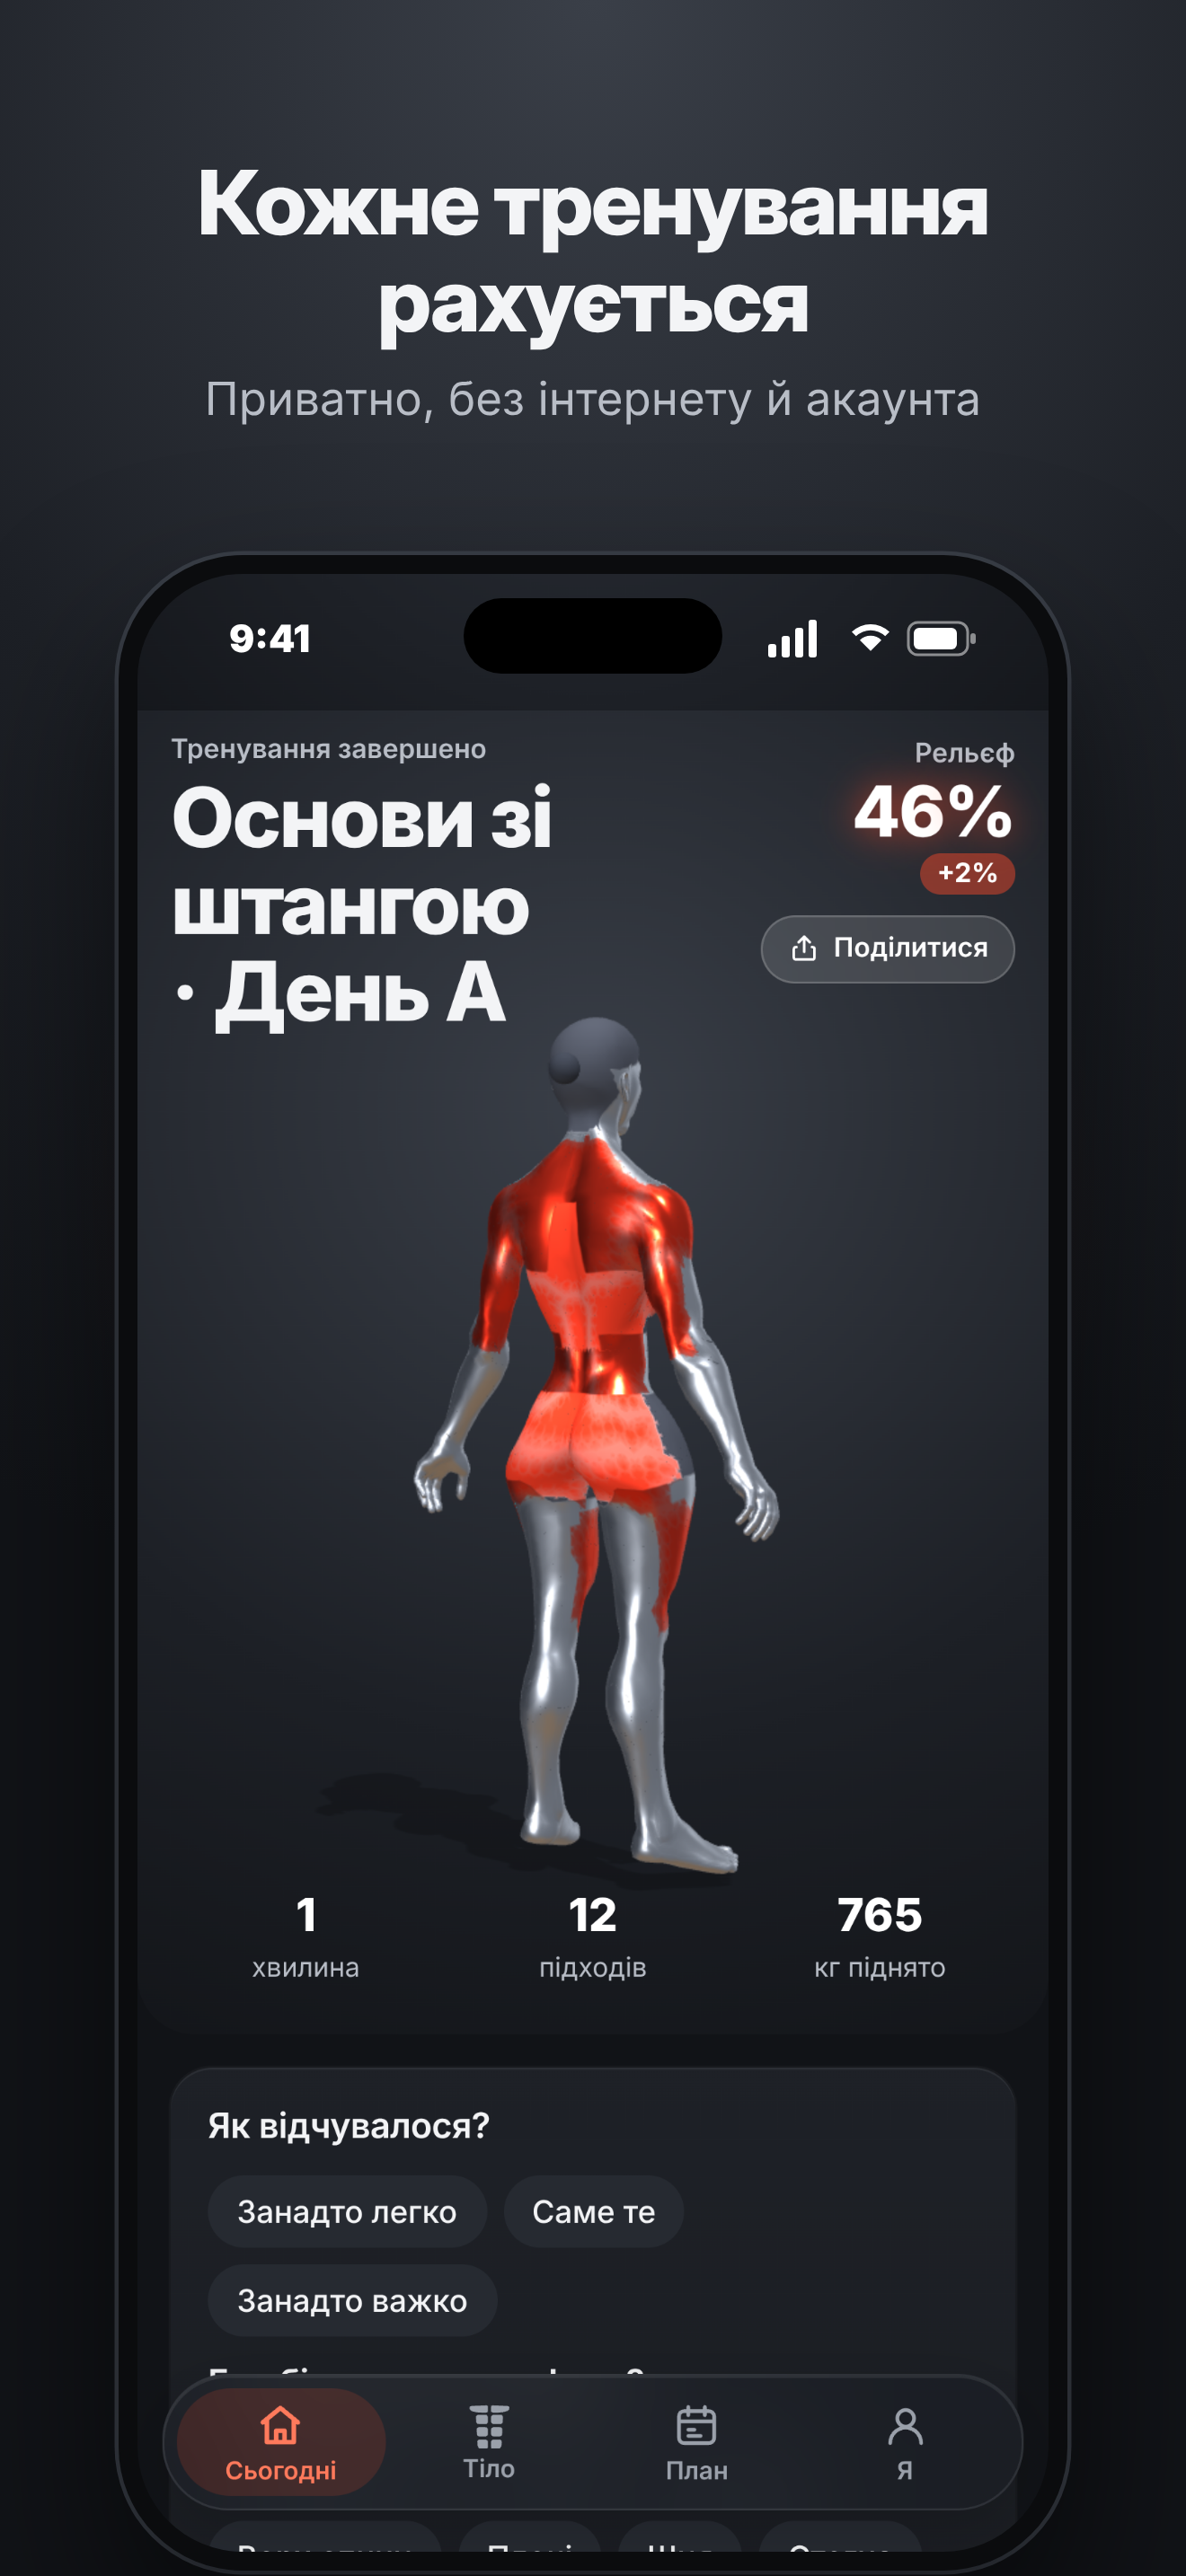 Кожне тренування
рахується
Приватно, без інтернету й акаунта
9:41
Тренування завершено
Основи зі
штангою
· День A
Рельєф
46%
+2%
Поділитися
1
хвилина
12
підходів
765
кг піднято
Як відчувалося?
Занадто легко
Саме те
Занадто важко
Сьогодні
Тіло
План
Я